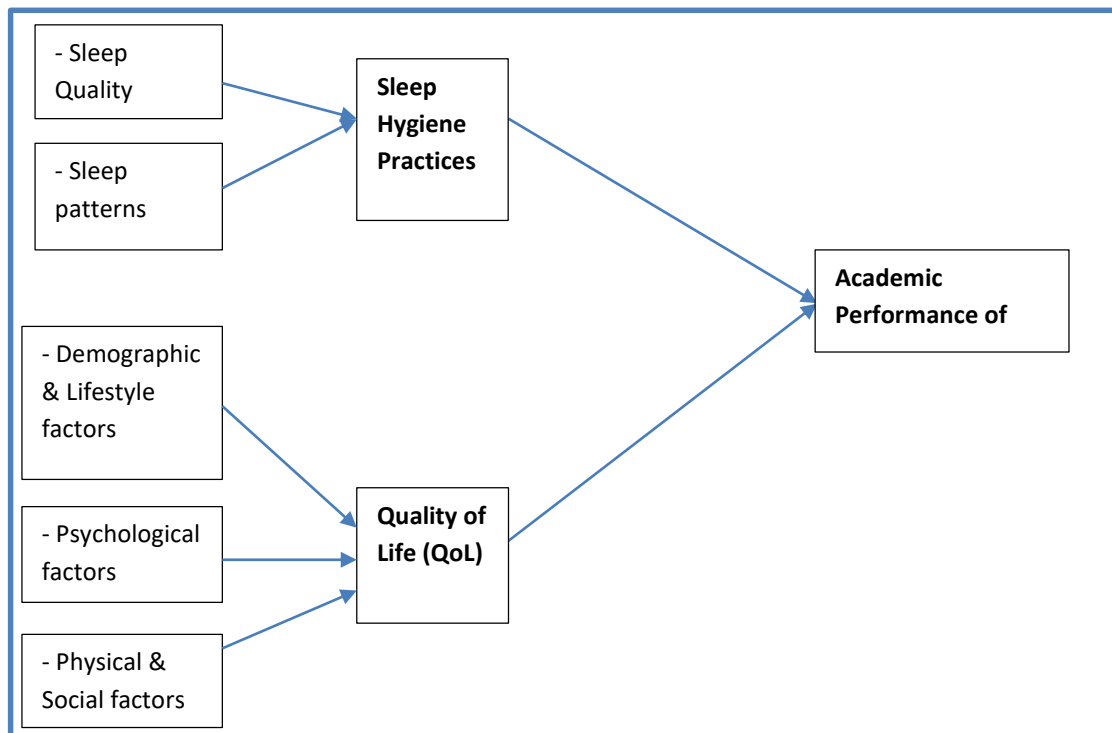 - Sleep
Quality
- Sleep
patterns
Sleep
Hygiene
Practices
Academic
Performance of
- Demographic
& Lifestyle
factors
- Psychological
factors
- Physical &
Social factors
Quality of
Life (QoL)